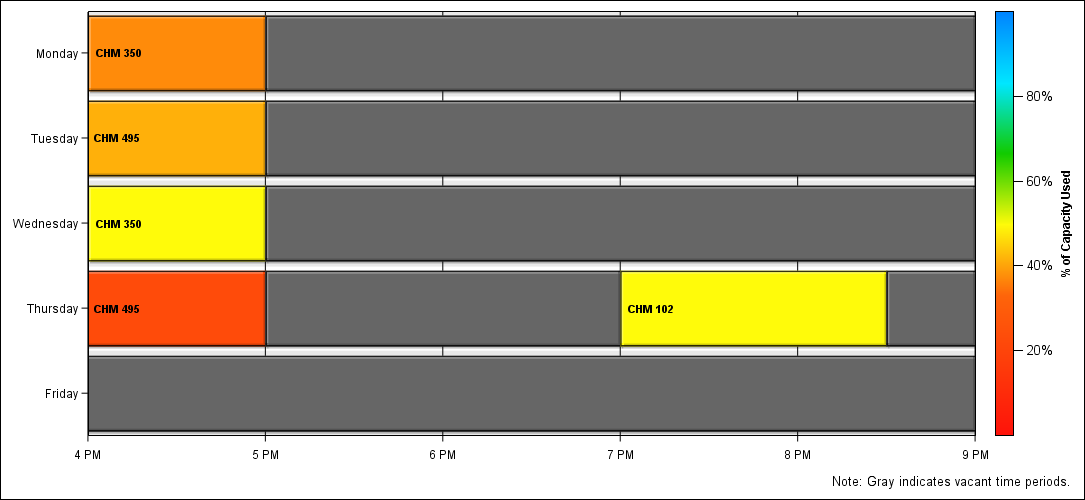 Monday
CHM 350
Tuesday
CHM 495
Wednesday
CHM 350
Thursday
CHM 495
CHM 102
Friday
4 PM
5 PM
6 PM
7 PM
8 PM
9 PM
80%
60%
40%
20%
% of Capacity Used
Note: Gray indicates vacant time periods.